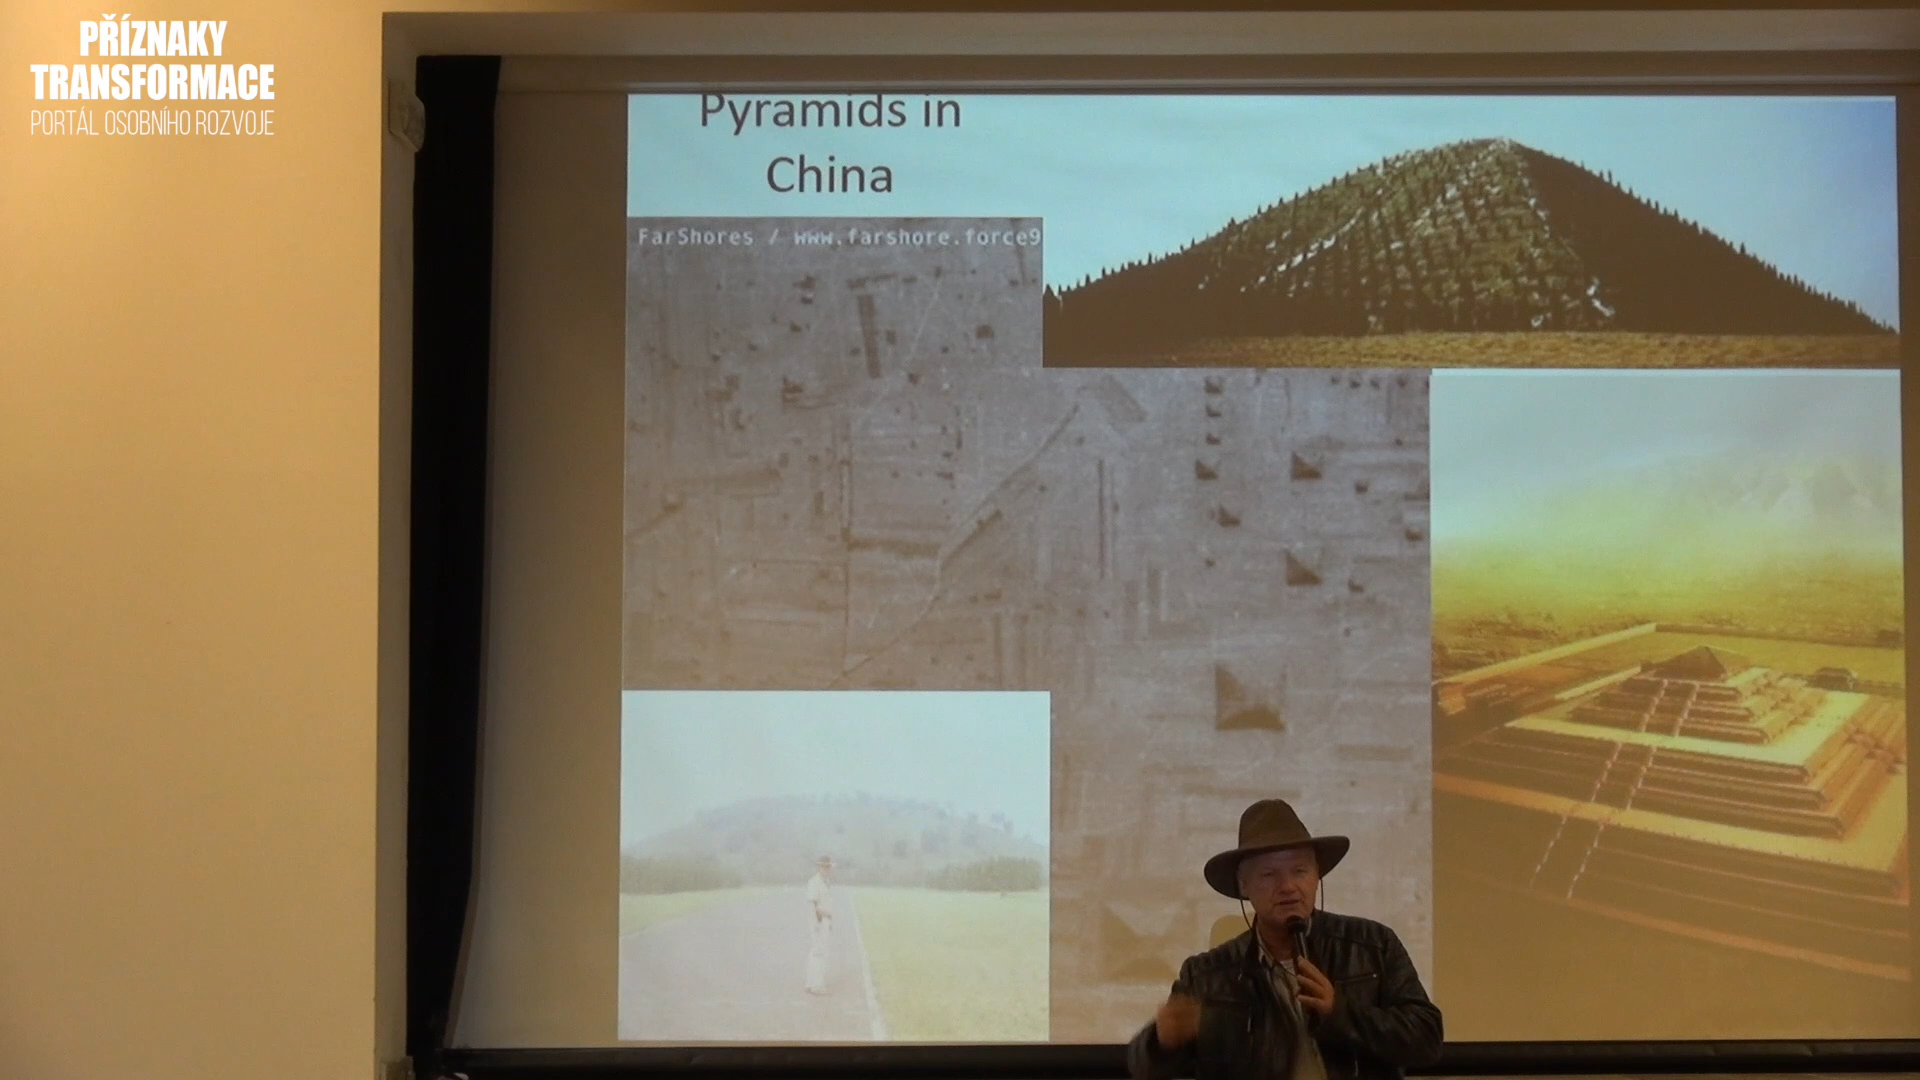 PŘÍZNAKY
TRANSFORMACE
PORTÁL OSOBNÍHO ROZVOJE
Pyramids in
China
FarShores / www.farshore.force9